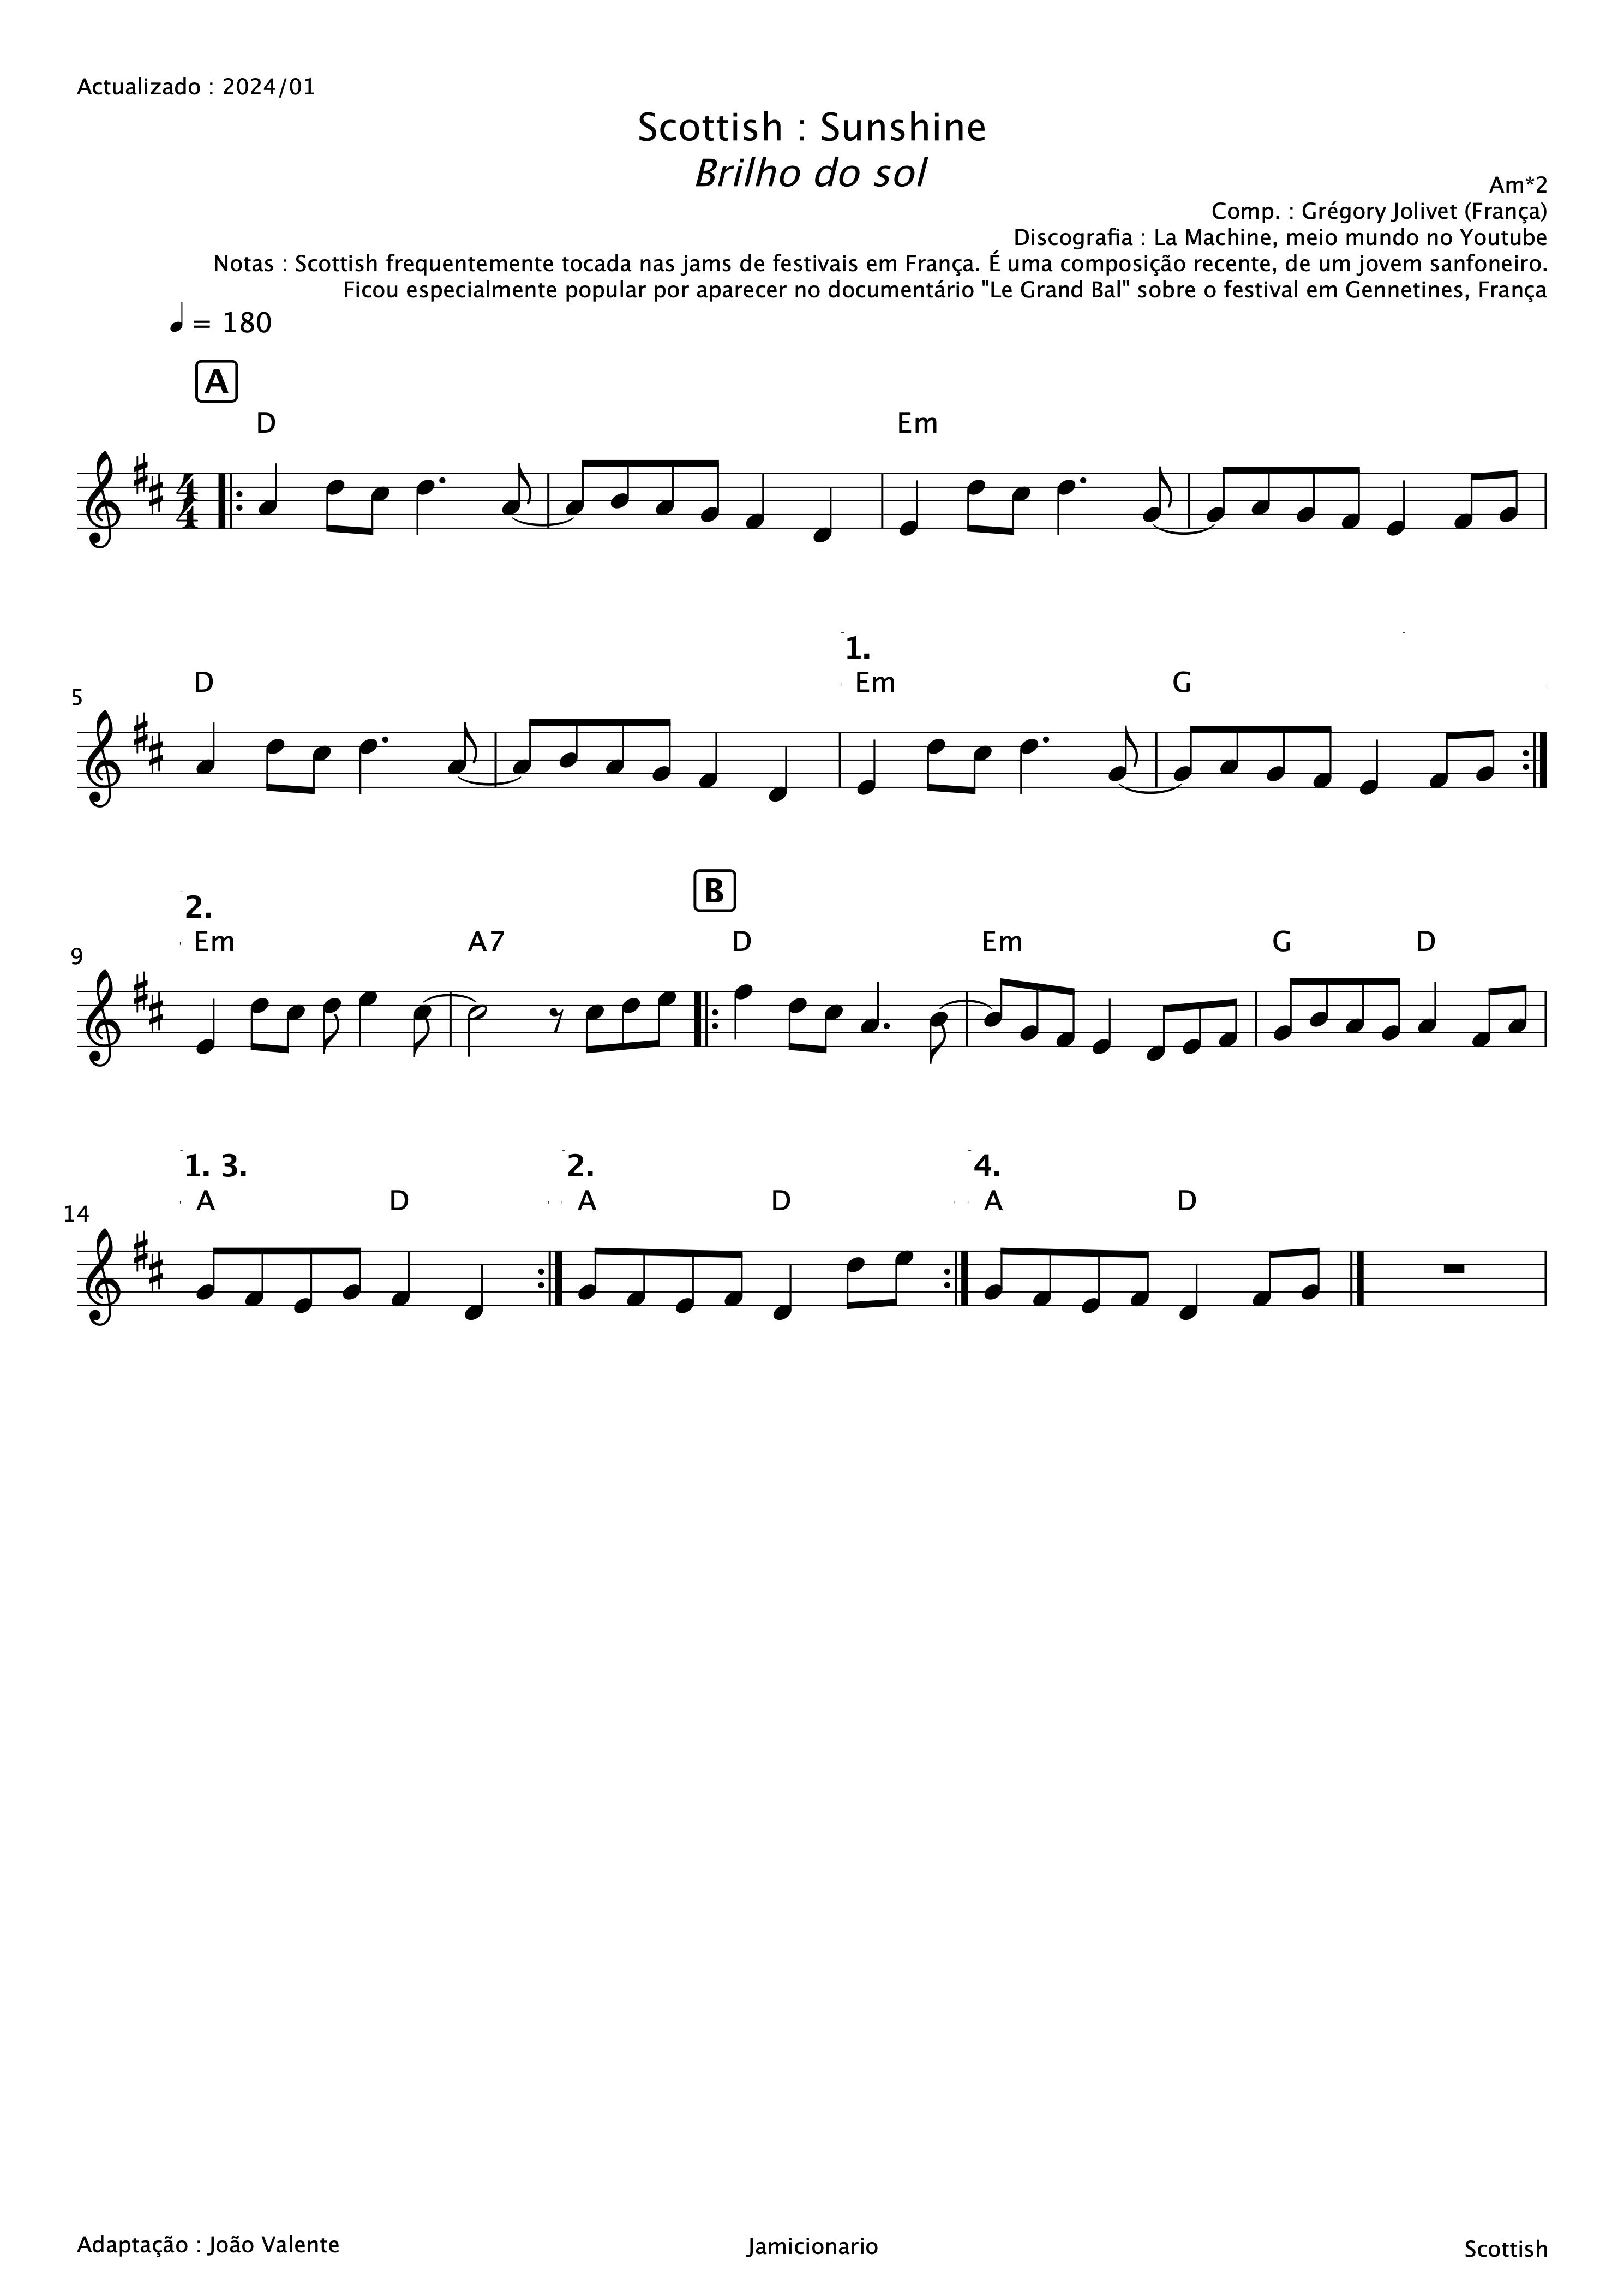 Actualizado : 2024/01
Scottish : Sunshine
Brilho do sol
Am*2
Comp. : Grégory Jolivet (França)
Discografia : La Machine, meio mundo no Youtube
Notas : Scottish frequentemente tocada nas jams de festivais em França. É uma composição recente, de um jovem sanfoneiro.
Ficou especialmente popular por aparecer no documentário "Le Grand Bal" sobre o festival em Gennetines, França
= 180
A
D Em
4
4
1.
5 D Em G
B
2.
9 Em A7 D Em G D
1. 3. 2. 4.
14 A D A D A D
Adaptação : João Valente
Jamicionario
Scottish